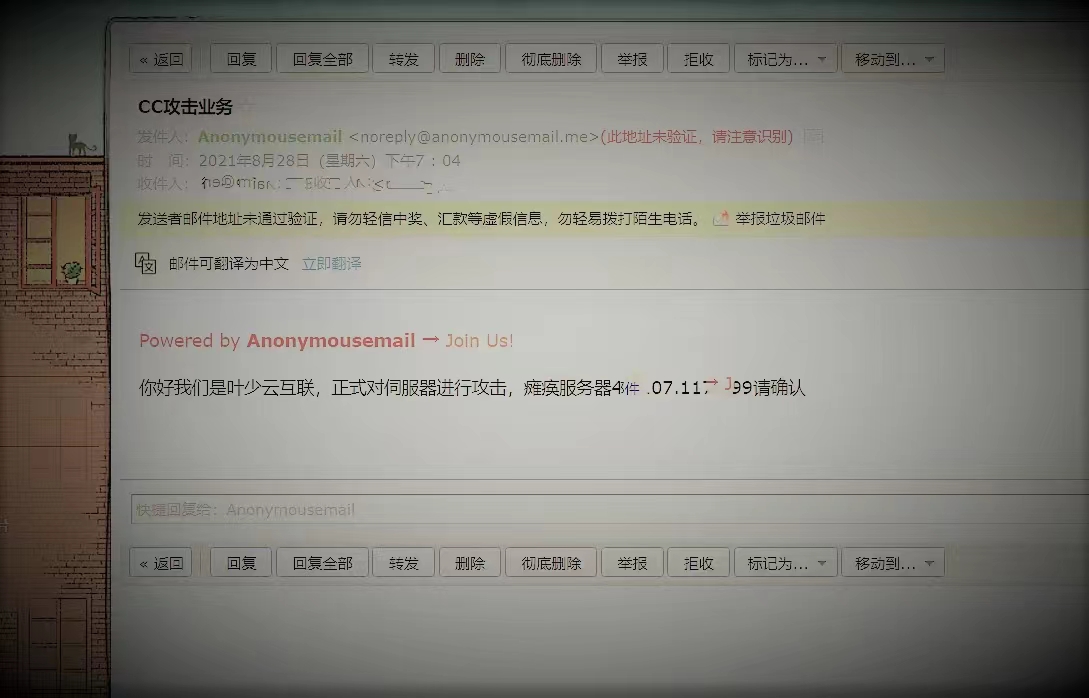 « 返回 回复 回复全部 转发 删除 彻底删除 举报 拒收 标记为... 移动到...
CC攻击业务
发件人：Anonymousemail <noreply@anonymousemail.me>(此地址未验证，请注意识别)
时 间：2021年8月28日（星期六）下午7：04
收件人：
发送者邮件地址未通过验证，请勿轻信中奖、汇款等虚假信息，勿轻易拨打陌生电话。 举报垃圾邮件
邮件可翻译为中文 立即翻译
Powered by Anonymousemail → Join Us!
你好我们是叶少云互联，正式对伺服器进行攻击，瘫痪服务器 请确认
快捷回复给：Anonymousemail
« 返回 回复 回复全部 转发 删除 彻底删除 举报 拒收 标记为... 移动到...